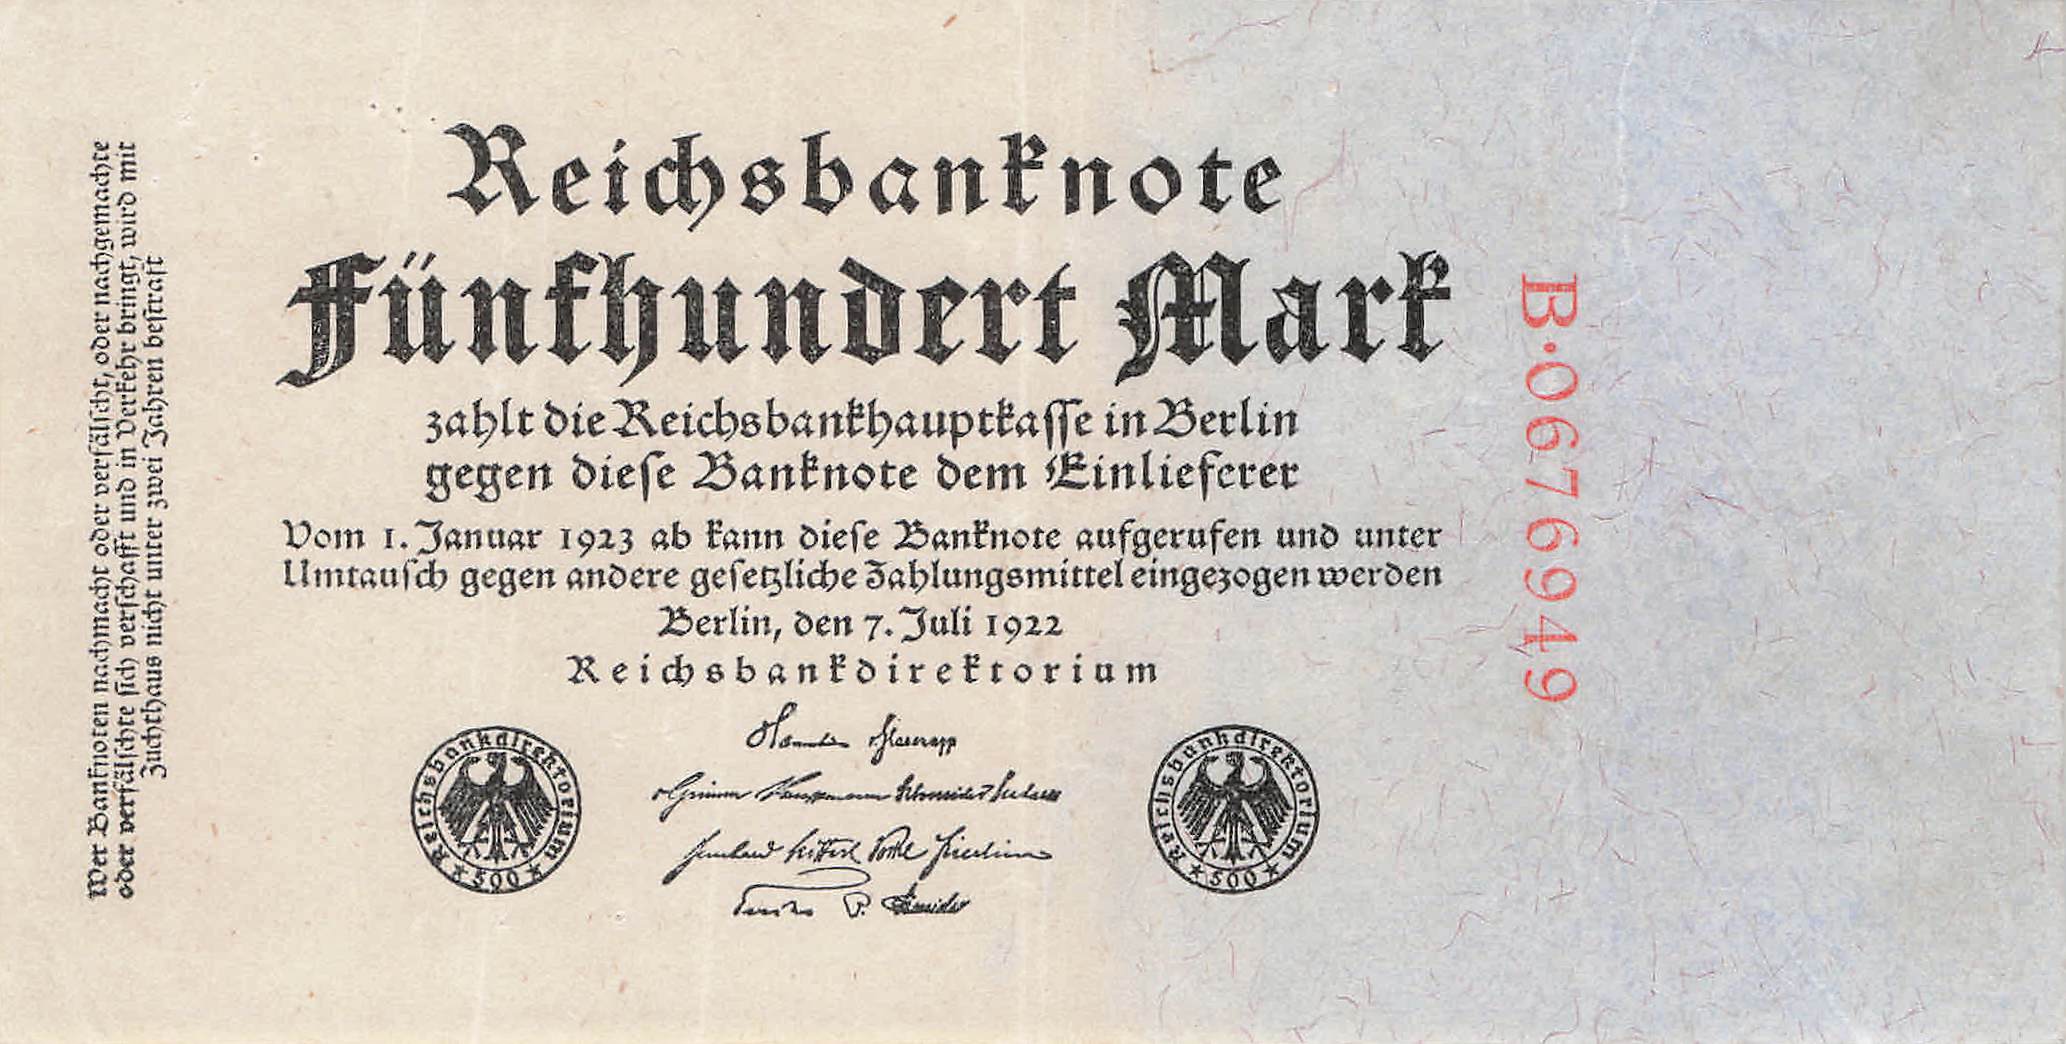 Reichsbanknote
Fünfhundert Mark
zahlt die Reichsbankhauptkasse in Berlin
gegen dieſe Banknote dem Einlieferer
Vom 1. Januar 1923 ab kann dieſe Banknote aufgerufen und unter
Umtauſch gegen andere geſetzliche Zahlungsmittel eingezogen werden
Berlin, den 7. Juli 1922
Reichsbankdirektorium
Reichsbankdirektorium
* 500 *
Reichsbankdirektorium
* 500 *
Wer Banknoten nachmacht oder verfälſcht, oder nachgemachte
oder verfälſchte ſich verſchafft und in Verkehr bringt, wird mit
Zuchthaus nicht unter zwei Jahren beſtraft
B·0676949